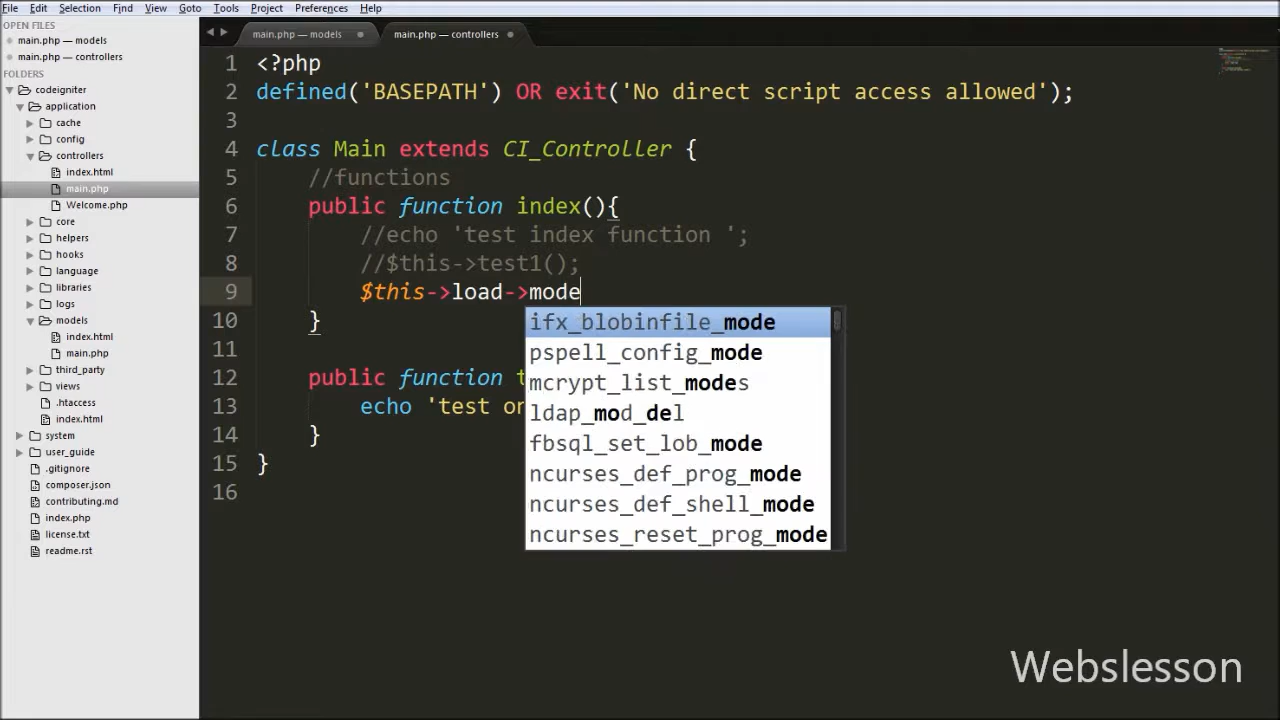 File Edit Selection Find View Goto Tools Project Preferences Help
OPEN FILES
main.php — models
main.php — controllers
FOLDERS
codeigniter
application
cache
config
controllers
index.html
main.php
Welcome.php
core
helpers
hooks
language
libraries
logs
models
index.html
main.php
third_party
views
.htaccess
index.html
system
user_guide
.gitignore
composer.json
contributing.md
index.php
license.txt
readme.rst
main.php — models main.php — controllers
1 <?php
2 defined('BASEPATH') OR exit('No direct script access allowed');
3
4 class Main extends CI_Controller {
5 //functions
6 public function index(){
7 //echo 'test index function ';
8 //$this->test1();
9 $this->load->mode
10 }
11
12 public function t
13 echo 'test on
14 }
15 }
16
ifx_blobinfile_mode
pspell_config_mode
mcrypt_list_modes
ldap_mod_del
fbsql_set_lob_mode
ncurses_def_prog_mode
ncurses_def_shell_mode
ncurses_reset_prog_mode
Webslesson